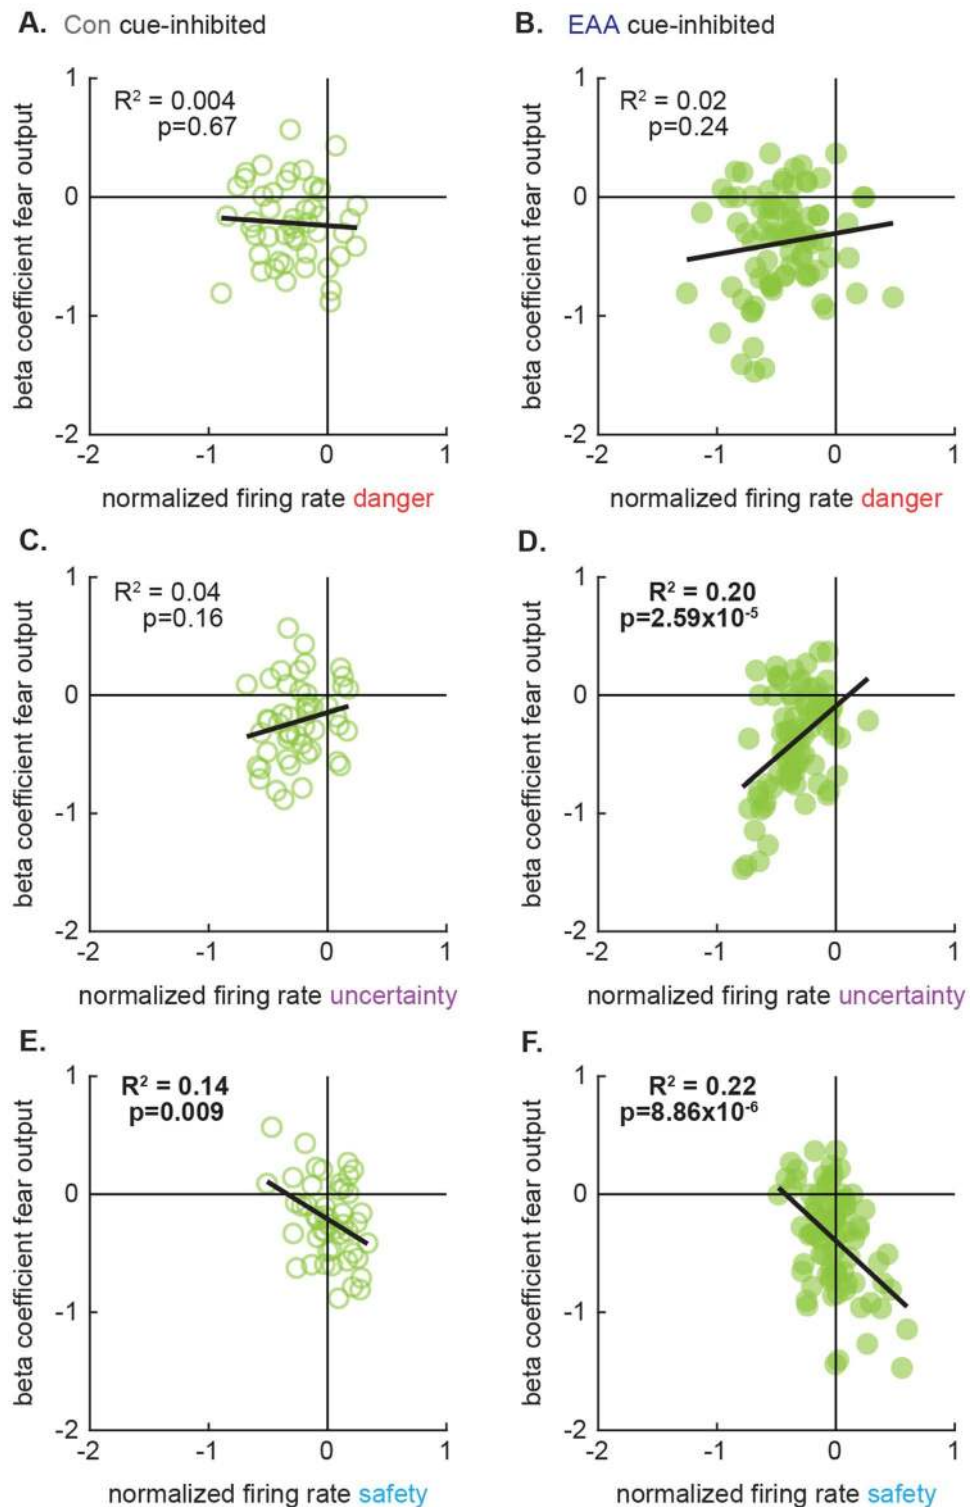 A. Con cue-inhibited
B. EAA cue-inhibited
1
R² = 0.004
p=0.67
0
-1
-2
-2 -1 0 1
beta coefficient fear output
normalized firing rate danger
1
R² = 0.02
p=0.24
0
-1
-2
-2 -1 0 1
beta coefficient fear output
normalized firing rate danger
C.
1
R² = 0.04
p=0.16
0
-1
-2
-2 -1 0 1
beta coefficient fear output
normalized firing rate uncertainty
D.
1
R² = 0.20
p=2.59x10⁻⁵
0
-1
-2
-2 -1 0 1
beta coefficient fear output
normalized firing rate uncertainty
E.
1
R² = 0.14
p=0.009
0
-1
-2
-2 -1 0 1
beta coefficient fear output
normalized firing rate safety
F.
1
R² = 0.22
p=8.86x10⁻⁶
0
-1
-2
-2 -1 0 1
beta coefficient fear output
normalized firing rate safety